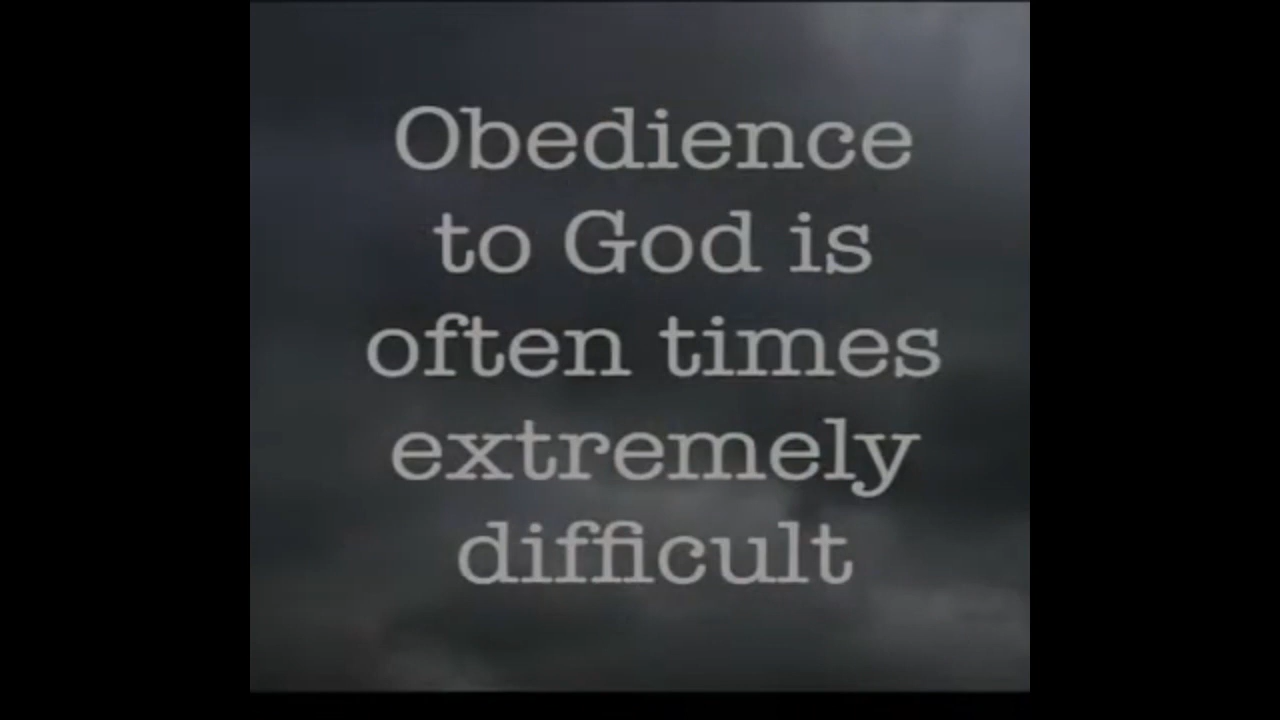 Obedience
to God is
often times
extremely
difficult